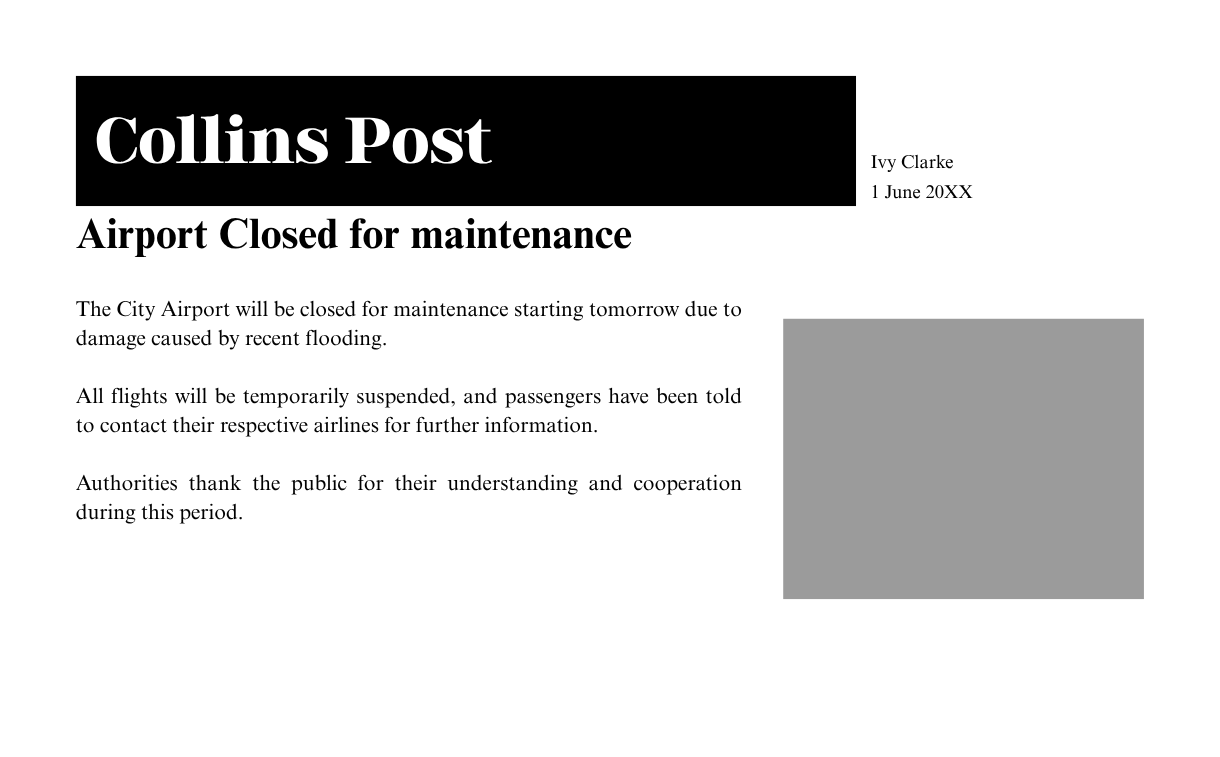 Collins Post
Ivy Clarke
1 June 20XX
Airport Closed for maintenance
The City Airport will be closed for maintenance starting tomorrow due to
damage caused by recent flooding.
All flights will be temporarily suspended, and passengers have been told
to contact their respective airlines for further information.
Authorities thank the public for their understanding and cooperation
during this period.